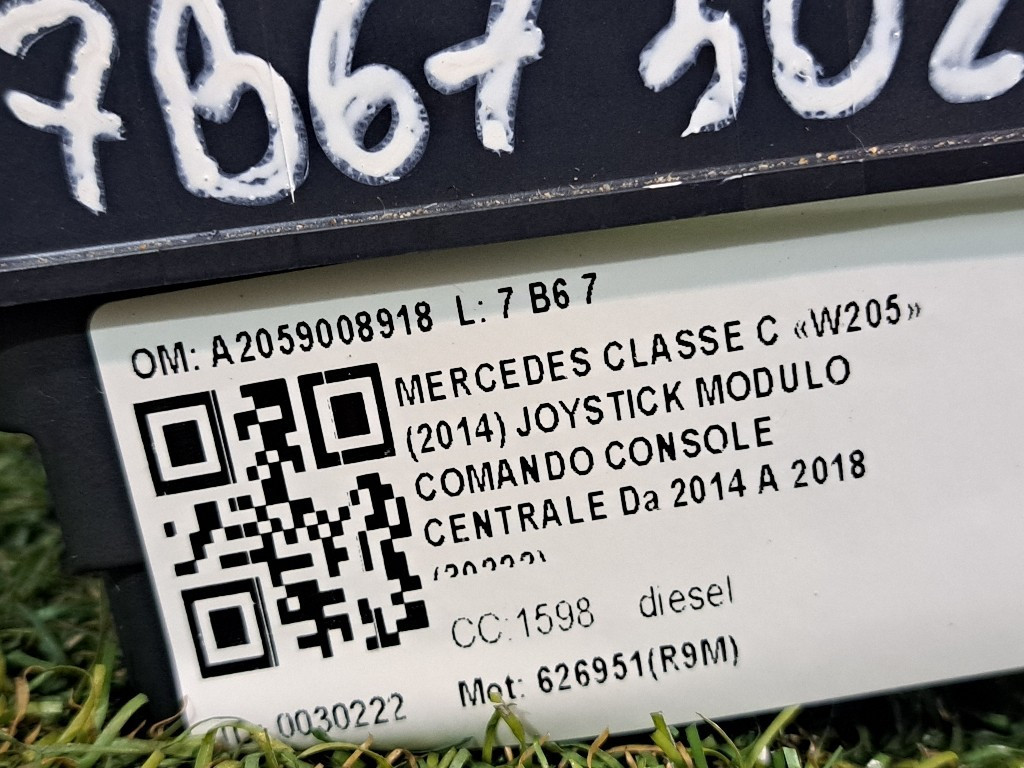 7B67
OM: A2059008918 L: 7 B6 7
MERCEDES CLASSE C «W205»
(2014) JOYSTICK MODULO
COMANDO CONSOLE
CENTRALE Da 2014 A 2018
CC:1598 diesel
Mot: 626951(R9M)
0030222